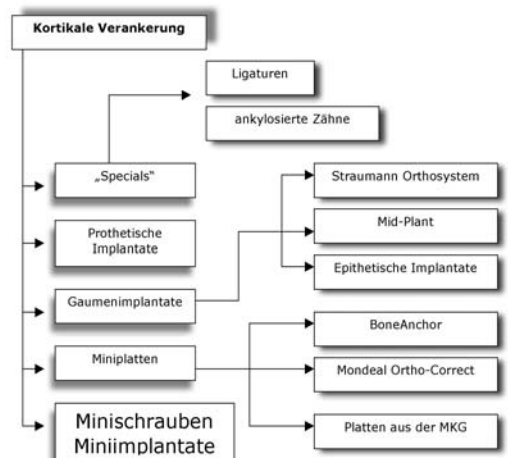 Kortikale Verankerung
Ligaturen
ankylosierte Zähne
„Specials“
Straumann Orthosystem
Prothetische
Implantate
Mid-Plant
Epithetische Implantate
Gaumenimplantate
BoneAnchor
Miniplatten
Mondeal Ortho-Correct
Minischrauben
Miniimplantate
Platten aus der MKG